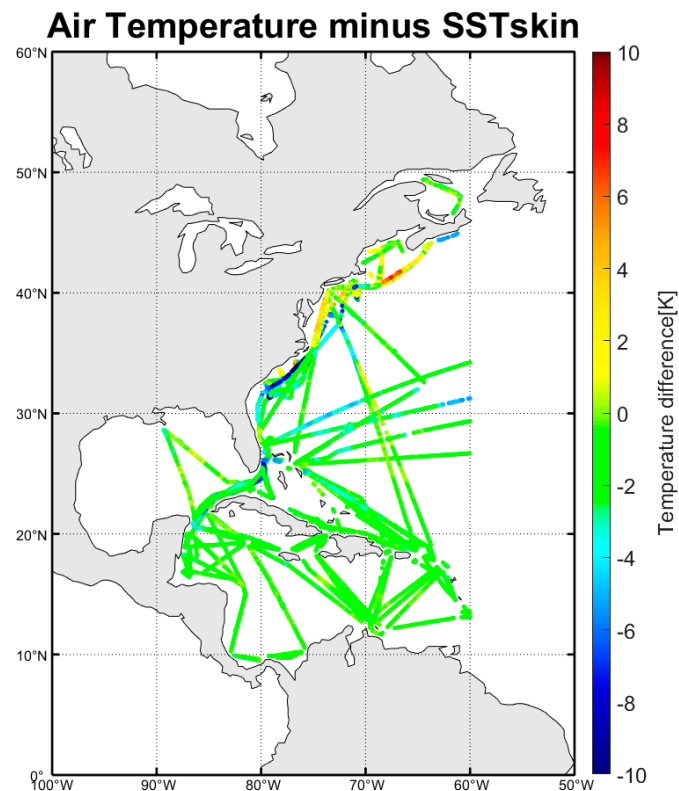 Air Temperature minus SSTskin
60°N
50°N
40°N
30°N
20°N
10°N
0°
100°W 90°W 80°W 70°W 60°W 50°W
10
8
6
4
2
0
-2
-4
-6
-8
-10
Temperature difference[K]